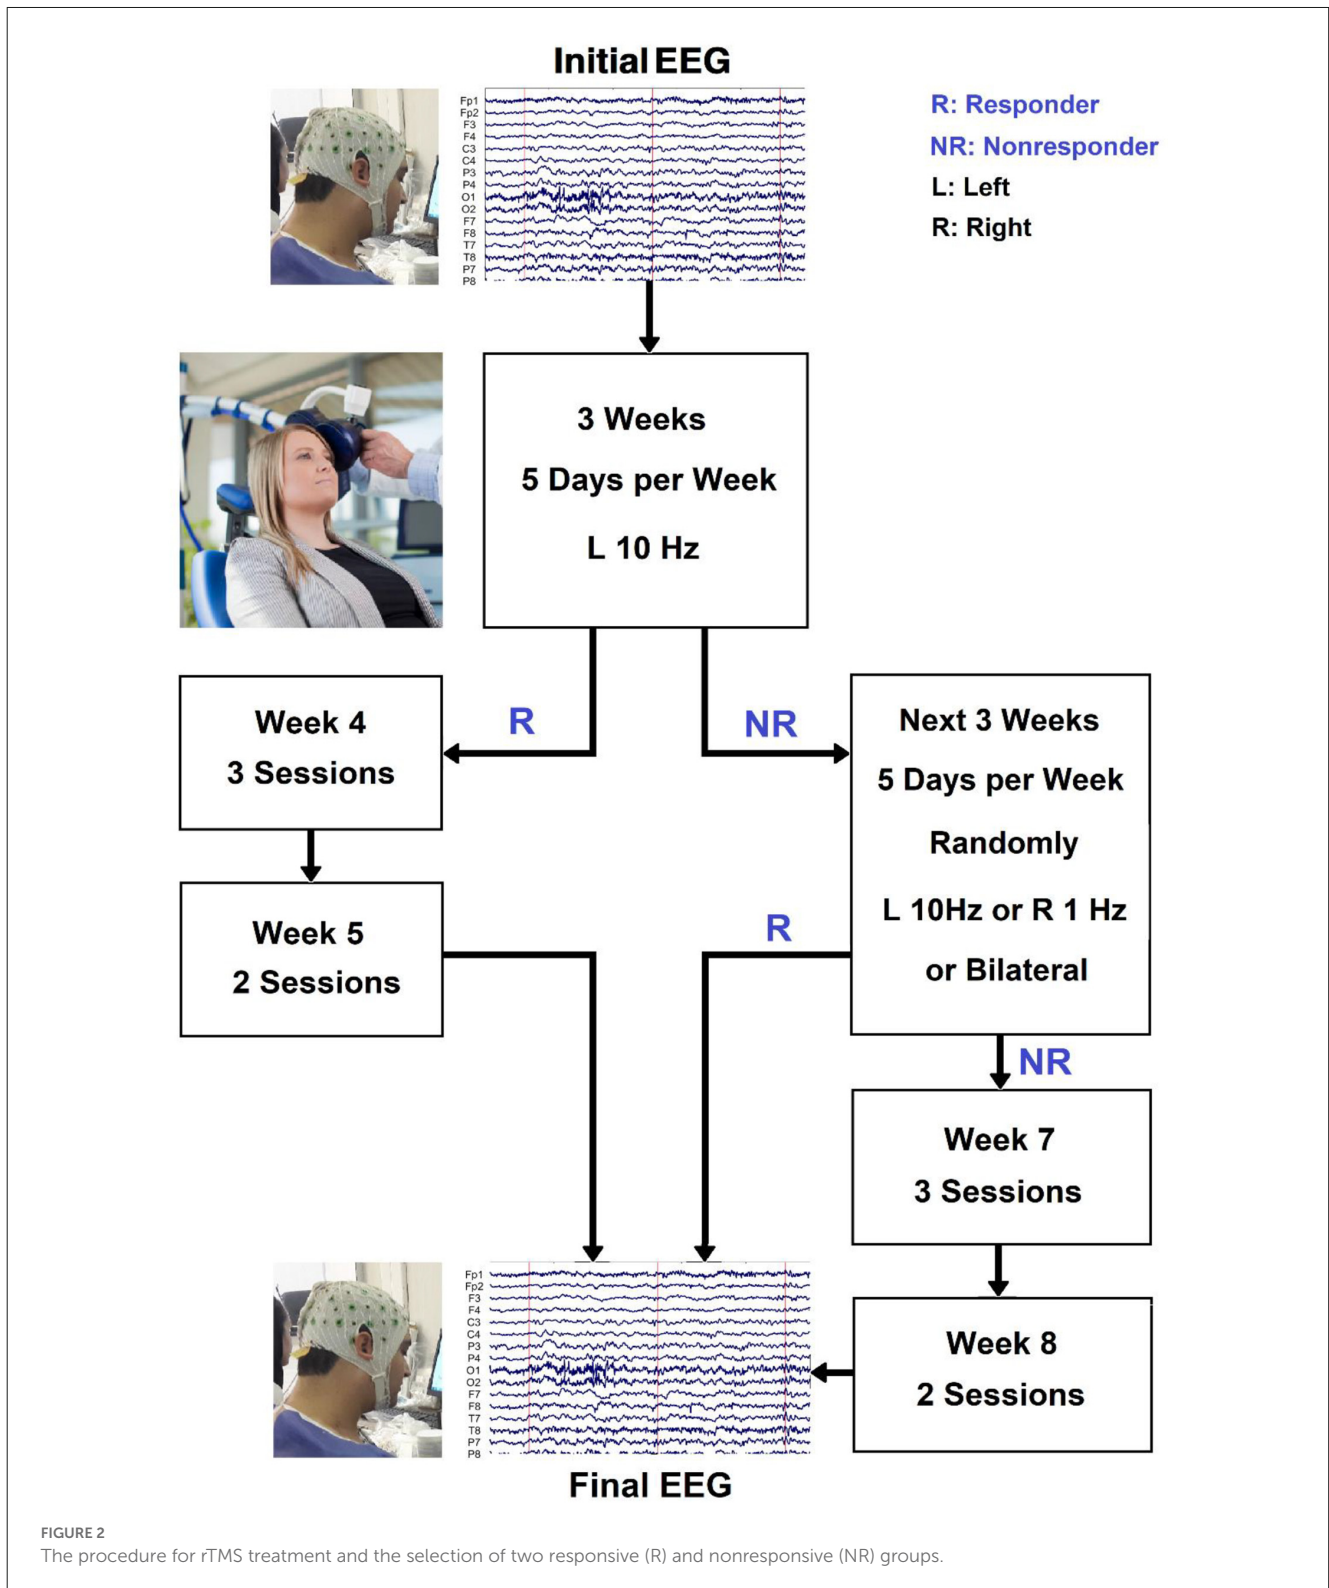 Initial EEG
R: Responder
NR: Nonresponder
L: Left
R: Right
Fp1
Fp2
F3
F4
C3
C4
P3
P4
O1
O2
F7
F8
T7
T8
P7
P8
3 Weeks
5 Days per Week
L 10 Hz
R
NR
Week 4
3 Sessions
Next 3 Weeks
5 Days per Week
Randomly
L 10Hz or R 1 Hz
or Bilateral
Week 5
2 Sessions
R
NR
Week 7
3 Sessions
Fp1
Fp2
F3
F4
C3
C4
P3
P4
O1
O2
F7
F8
T7
T8
P7
P8
Week 8
2 Sessions
Final EEG
FIGURE 2
The procedure for rTMS treatment and the selection of two responsive (R) and nonresponsive (NR) groups.